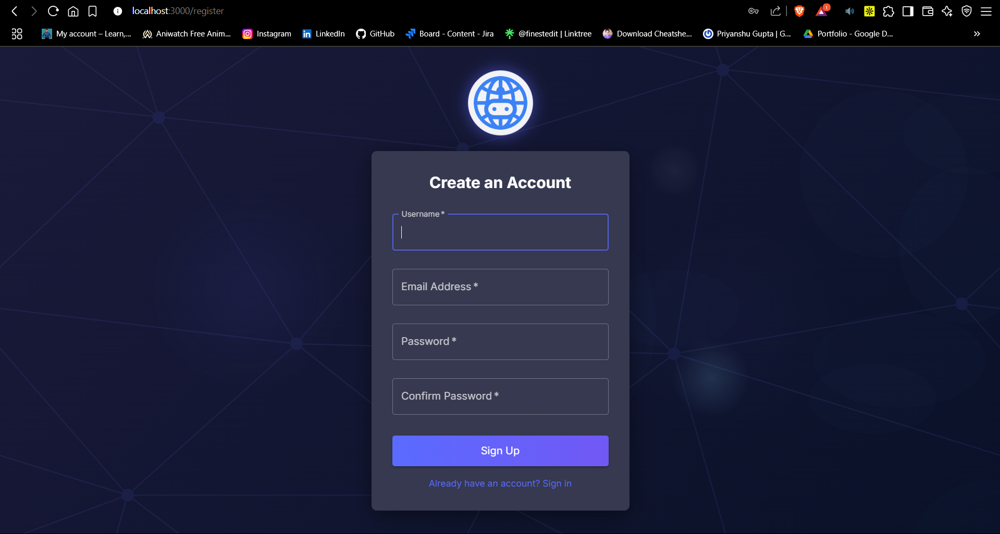 localhost:3000/register
1
My account – Learn,... Aniwatch Free Anim... Instagram LinkedIn GitHub Board - Content - Jira @finestedit | Linktree Download Cheatshe... Priyanshu Gupta | G... Portfolio - Google D... »
Create an Account
Username *
Email Address *
Password *
Confirm Password *
Sign Up
Already have an account? Sign in